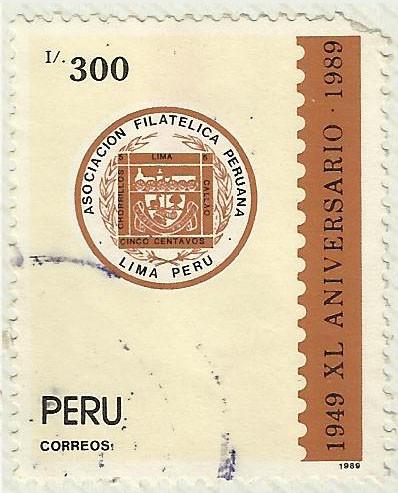 I/. 300
ASOCIACION FILATELICA PERUANA
LIMA PERU
5 LIMA 5
CHORRILLOS
CALLAO
CINCO CENTAVOS
1949 XL ANIVERSARIO · 1989
PERU
CORREOS
1989